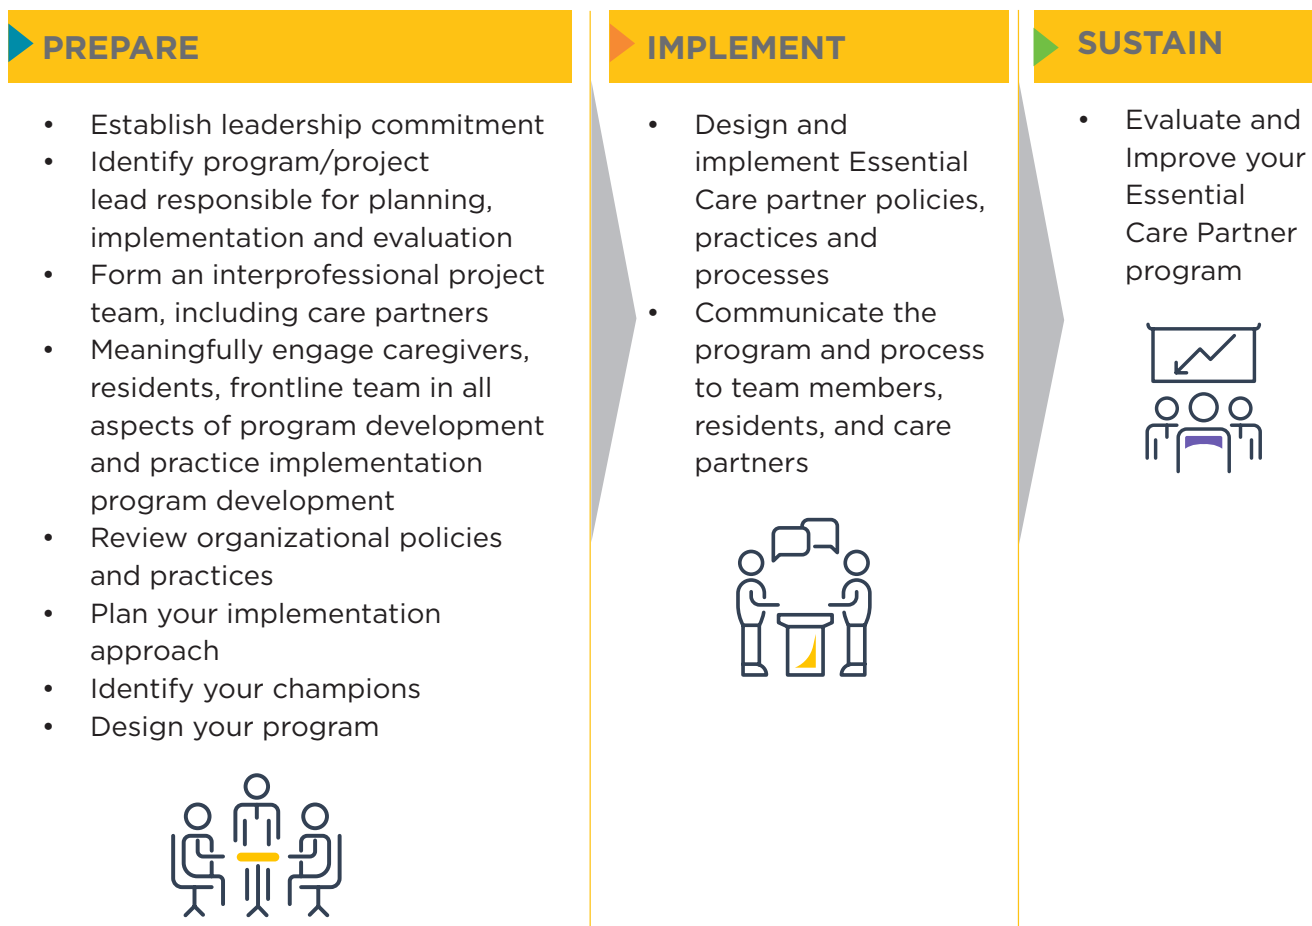 PREPARE
• Establish leadership commitment
• Identify program/project
lead responsible for planning,
implementation and evaluation
• Form an interprofessional project
team, including care partners
• Meaningfully engage caregivers,
residents, frontline team in all
aspects of program development
and practice implementation
program development
• Review organizational policies
and practices
• Plan your implementation
approach
• Identify your champions
• Design your program
IMPLEMENT
• Design and
implement Essential
Care partner policies,
practices and
processes
• Communicate the
program and process
to team members,
residents, and care
partners
SUSTAIN
• Evaluate and
Improve your
Essential
Care Partner
program